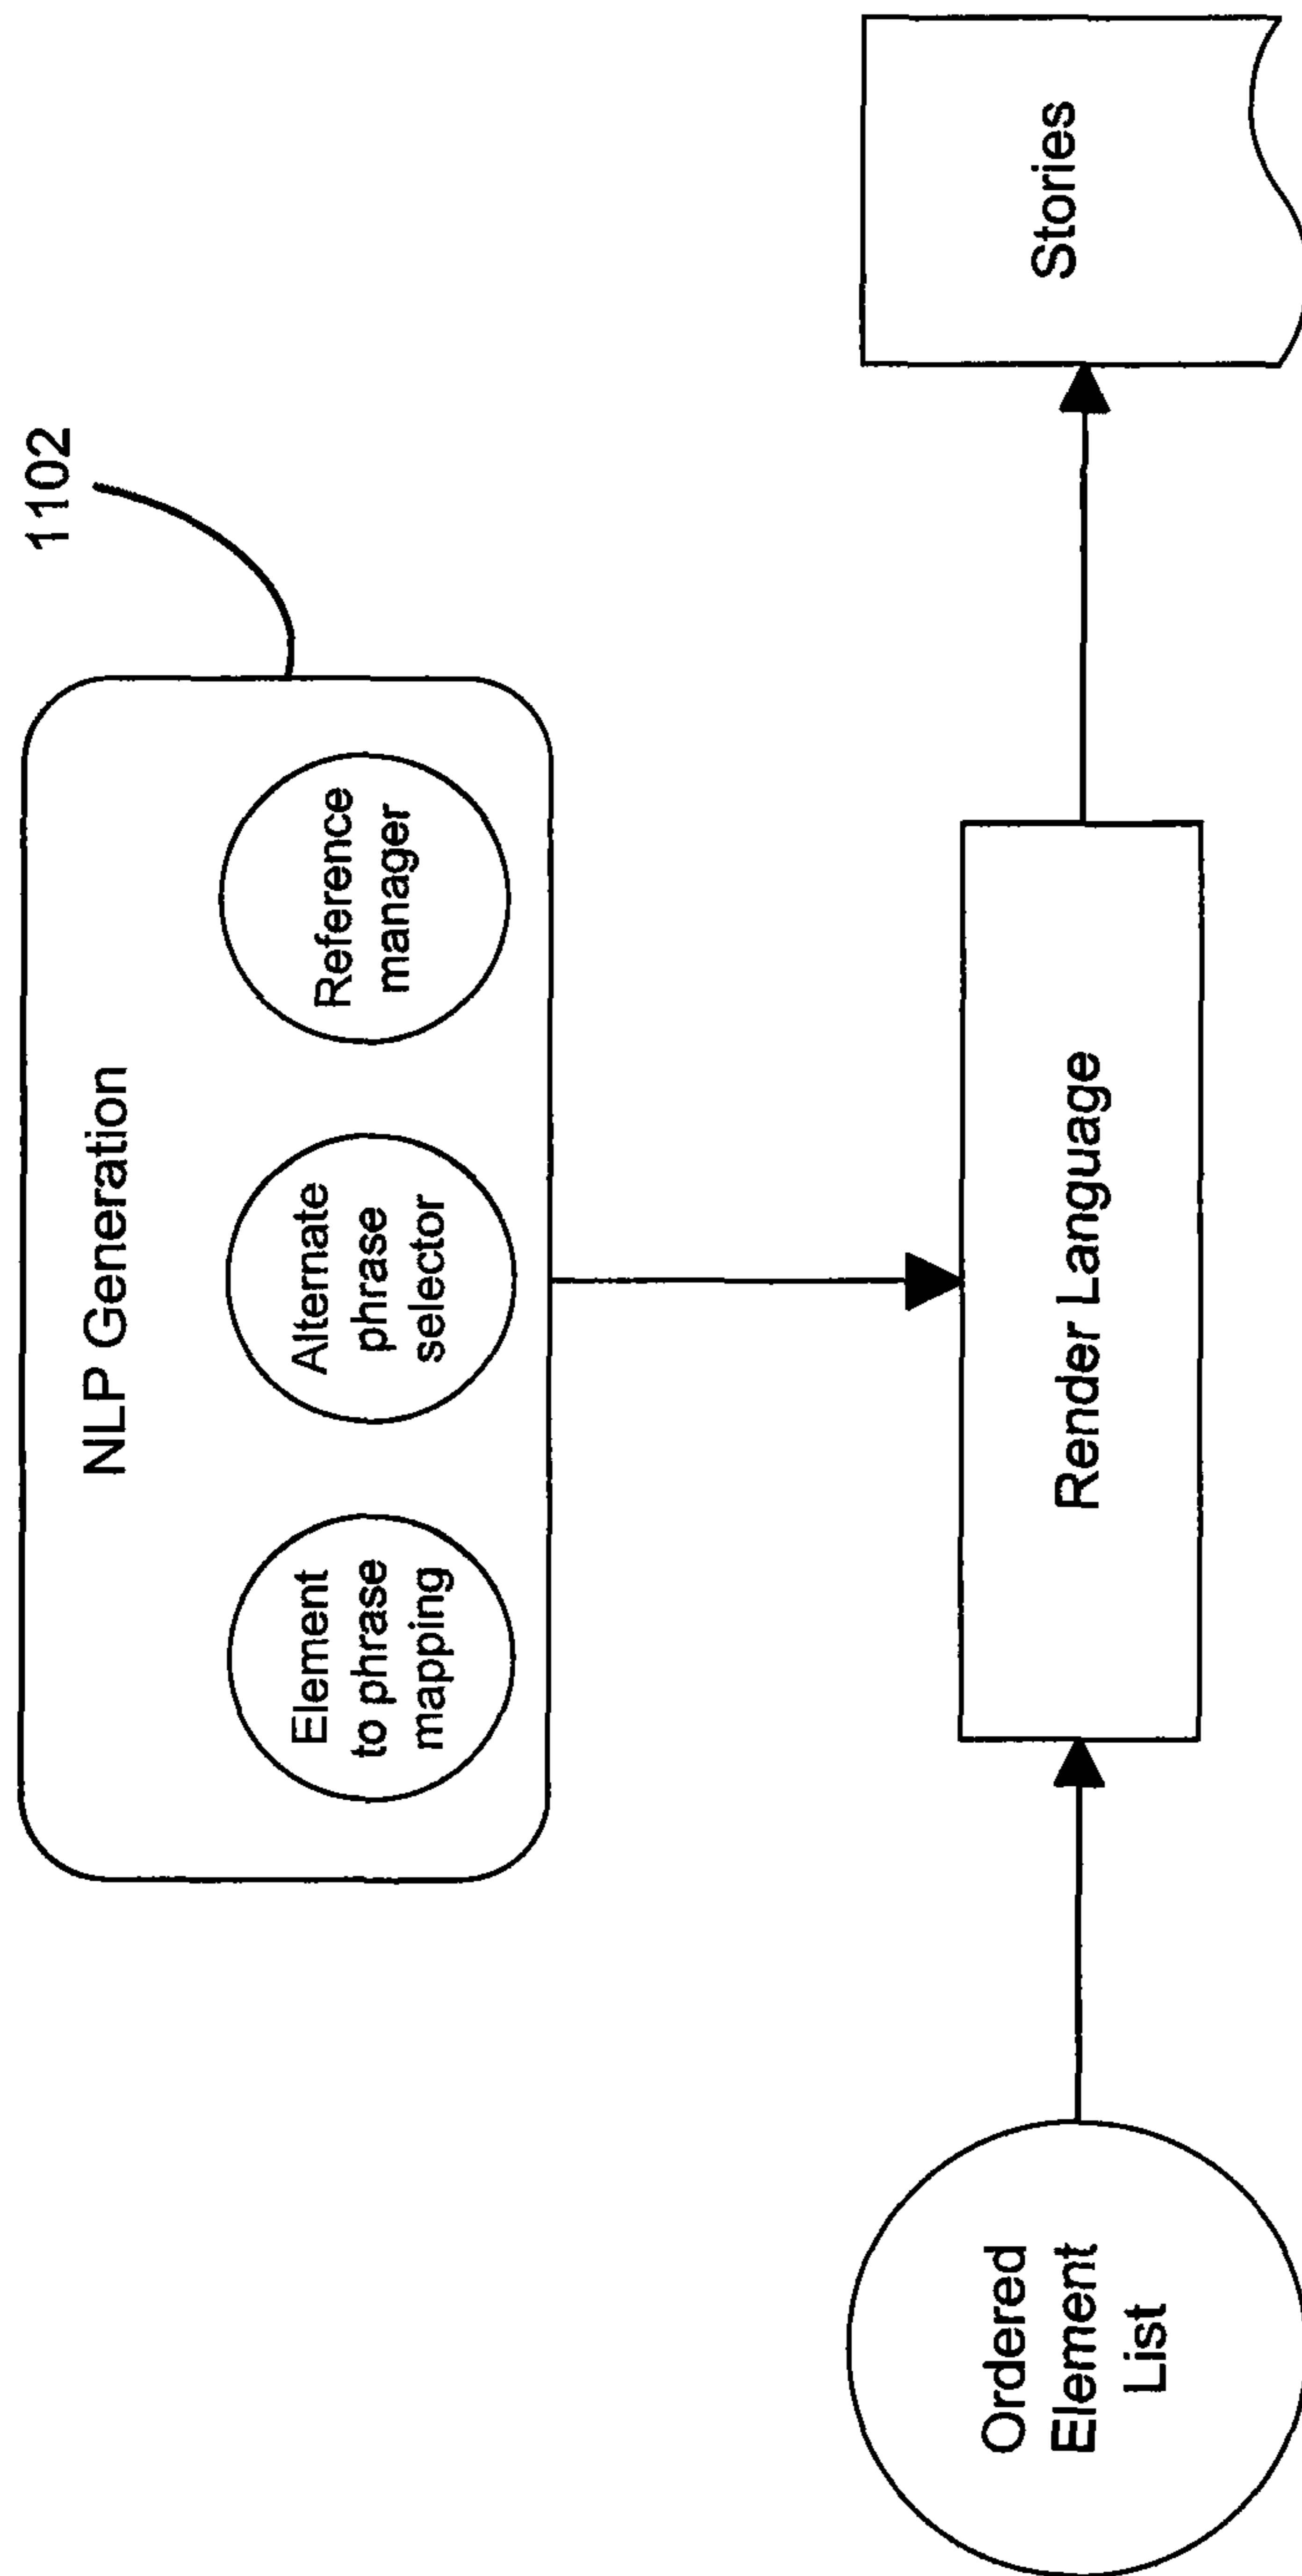 1102
NLP Generation
Element
to phrase
mapping
Alternate
phrase
selector
Reference
manager
Ordered
Element
List
Render Language
Stories